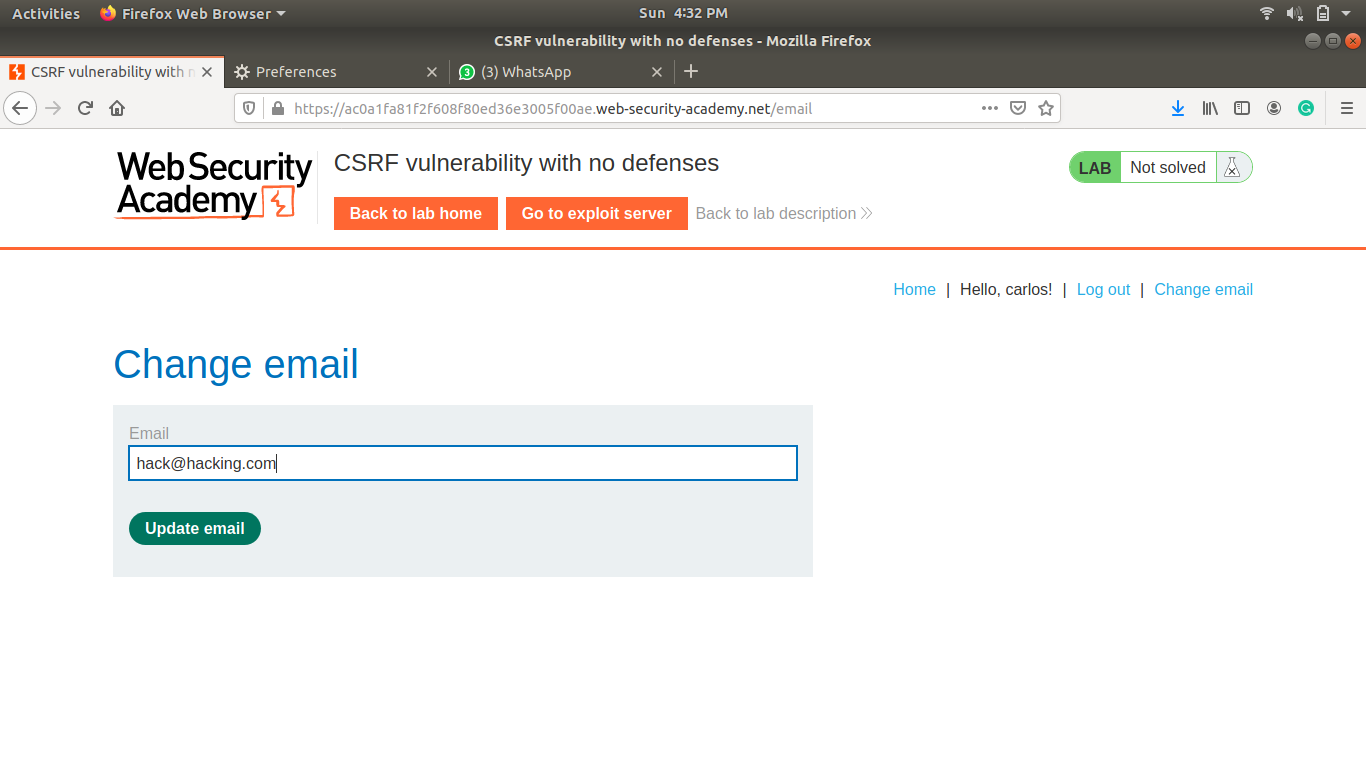 Activities Firefox Web Browser Sun 4:32 PM
CSRF vulnerability with no defenses - Mozilla Firefox
CSRF vulnerability with n Preferences 3 (3) WhatsApp
https://ac0a1fa81f2f608f80ed36e3005f00ae.web-security-academy.net/email
Web Security
Academy
CSRF vulnerability with no defenses
LAB Not solved
Back to lab home Go to exploit server Back to lab description
Home | Hello, carlos! | Log out | Change email
Change email
Email
hack@hacking.com
Update email